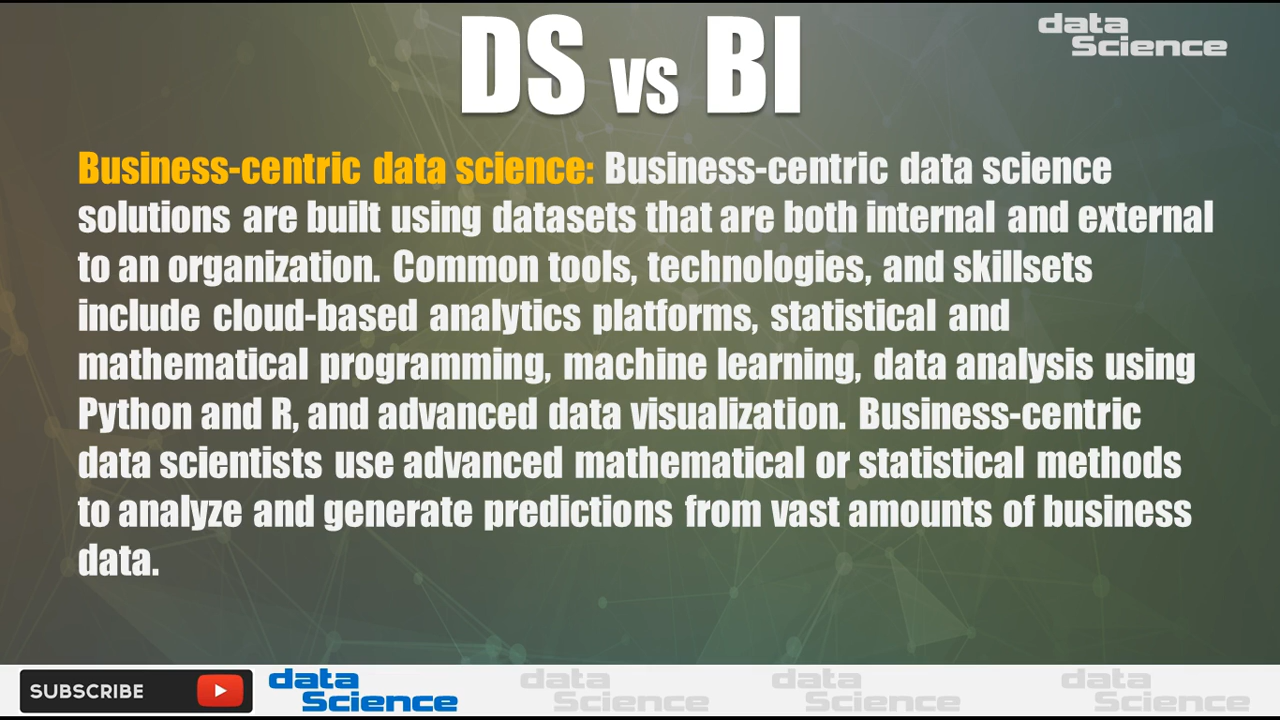 DS vs BI
data
Science
Business-centric data science: Business-centric data science
solutions are built using datasets that are both internal and external
to an organization. Common tools, technologies, and skillsets
include cloud-based analytics platforms, statistical and
mathematical programming, machine learning, data analysis using
Python and R, and advanced data visualization. Business-centric
data scientists use advanced mathematical or statistical methods
to analyze and generate predictions from vast amounts of business
data.
SUBSCRIBE
data
Science
data
Science
data
Science
data
Science